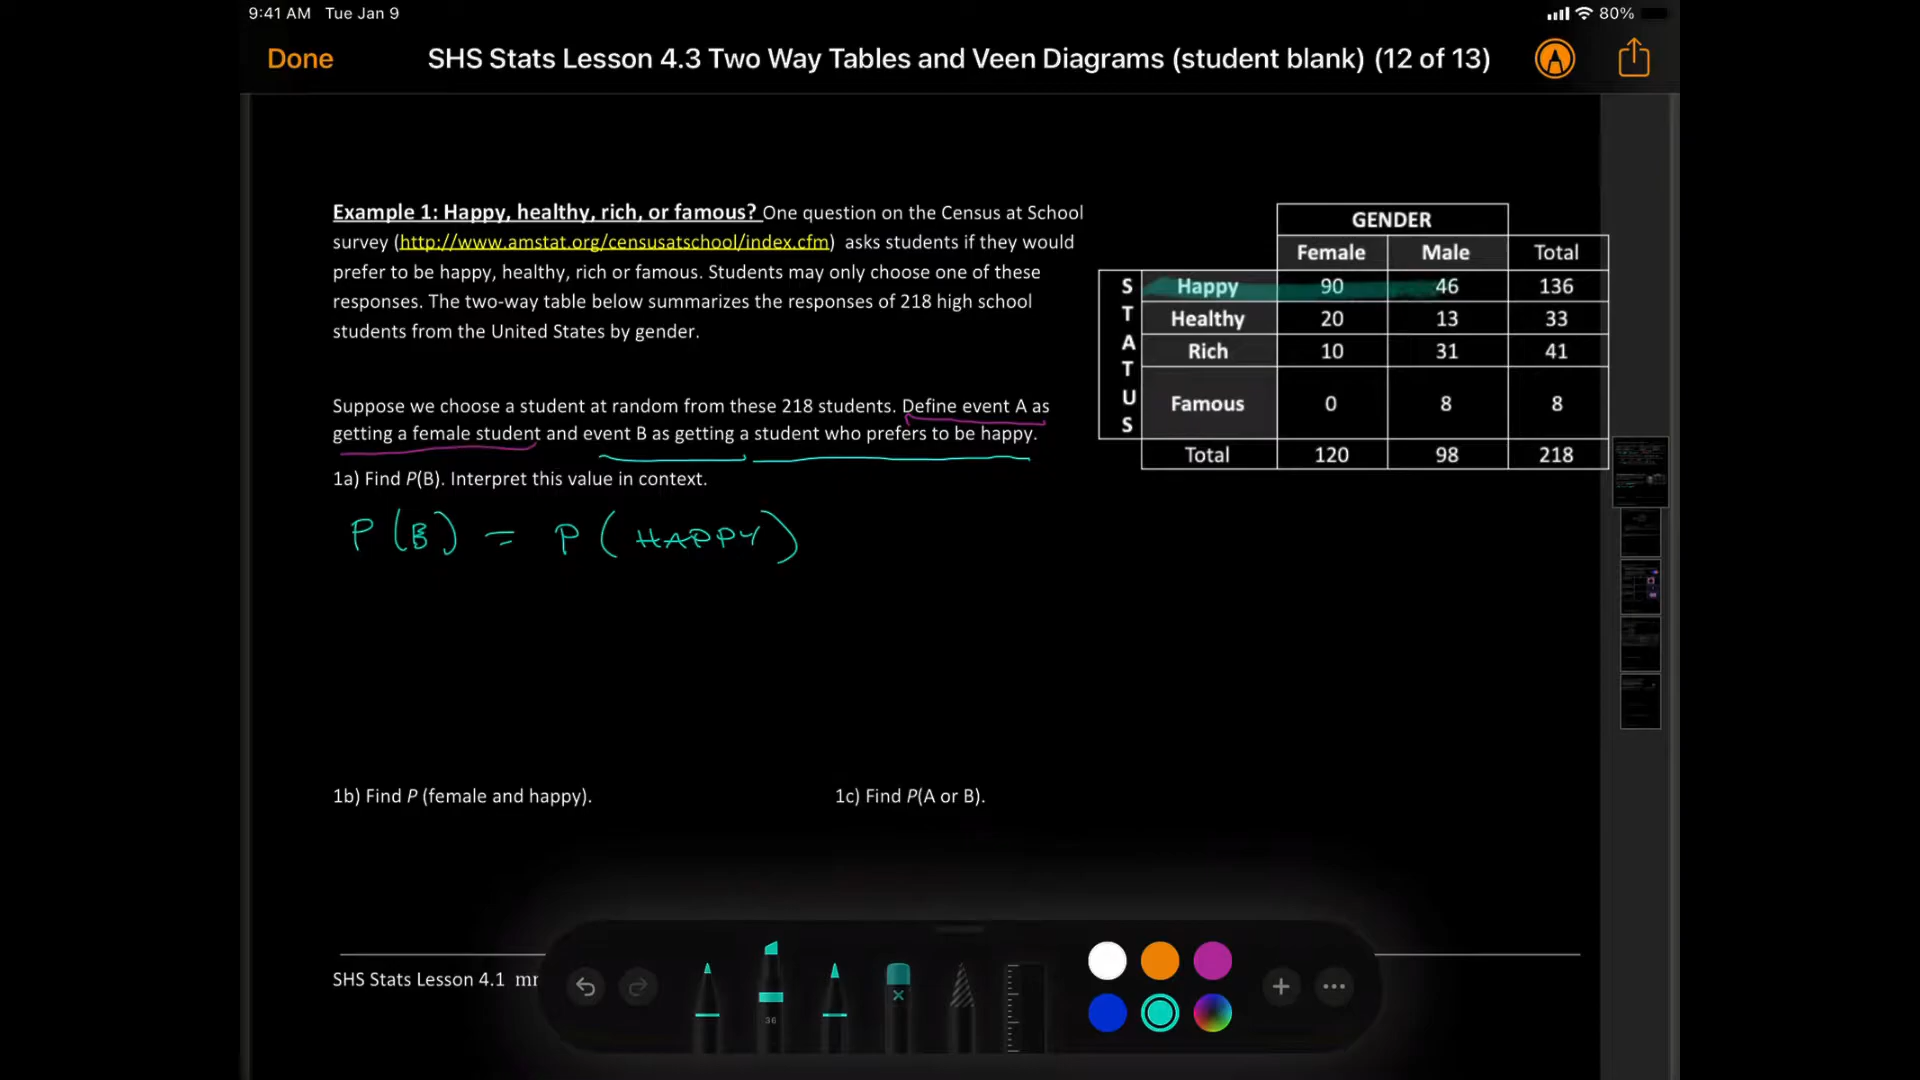 9:41 AM Tue Jan 9
80%
Done
SHS Stats Lesson 4.3 Two Way Tables and Veen Diagrams (student blank) (12 of 13)
Example 1: Happy, healthy, rich, or famous? One question on the Census at School
survey (http://www.amstat.org/censusatschool/index.cfm) asks students if they would
prefer to be happy, healthy, rich or famous. Students may only choose one of these
responses. The two-way table below summarizes the responses of 218 high school
students from the United States by gender.
GENDER
Female Male Total
STATUS
Happy 90 46 136
Healthy 20 13 33
Rich 10 31 41
Famous 0 8 8
Total 120 98 218
Suppose we choose a student at random from these 218 students. Define event A as
getting a female student and event B as getting a student who prefers to be happy.
1a) Find P(B). Interpret this value in context.
P(B) = P(HAPPY)
1b) Find P (female and happy).
1c) Find P(A or B).
SHS Stats Lesson 4.1
36